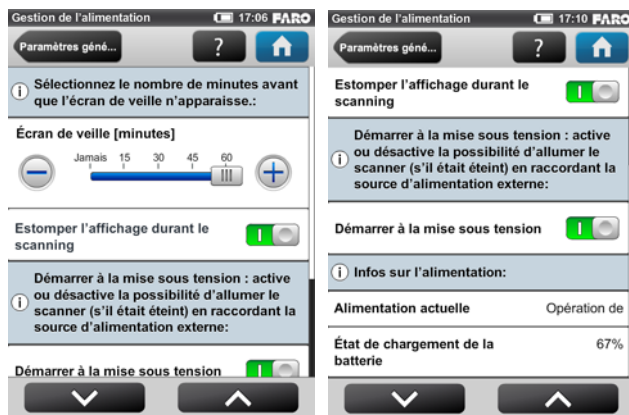 Gestion de l'alimentation 17:06 FARO
Paramètres géné... ?
Sélectionnez le nombre de minutes avant
que l'écran de veille n'apparaisse.:
Écran de veille [minutes]
Jamais 15 30 45 60
Estomper l'affichage durant le
scanning
Démarrer à la mise sous tension : active
ou désactive la possibilité d'allumer le
scanner (s'il était éteint) en raccordant la
source d'alimentation externe:
Démarrer à la mise sous tension
Gestion de l'alimentation 17:10 FARO
Paramètres géné... ?
Estomper l'affichage durant le
scanning
Démarrer à la mise sous tension : active
ou désactive la possibilité d'allumer le
scanner (s'il était éteint) en raccordant la
source d'alimentation externe:
Démarrer à la mise sous tension
Infos sur l'alimentation:
Alimentation actuelle Opération de
État de chargement de la 67%
batterie